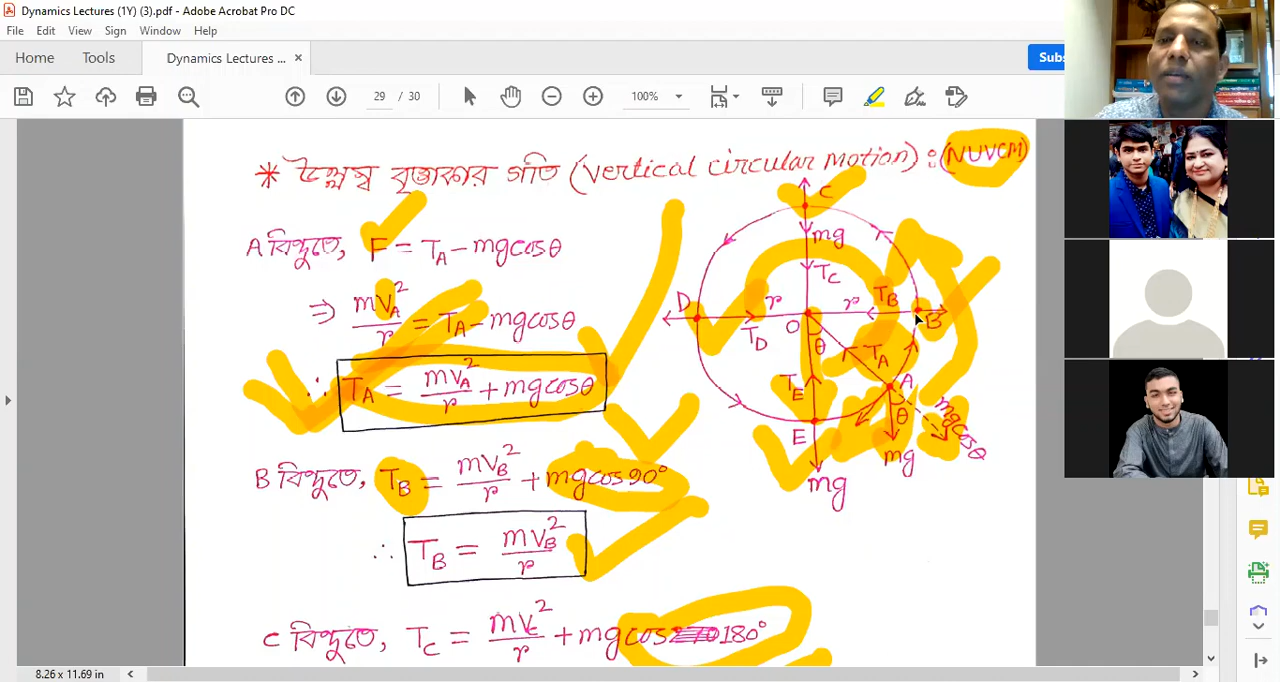 Dynamics Lectures (1Y) (3).pdf - Adobe Acrobat Pro DC
File Edit View Sign Window Help
Home Tools Dynamics Lectures ... × Subs
29 / 30 100%
* উল্লম্ব বৃত্তাকার গতি (vertical circular motion) : (NUVCM)
A বিন্দুতে, F = T_A - mgcosθ
⇒ mv_A²/r = T_A - mgcosθ
∴ T_A = mv_A²/r + mgcosθ
B বিন্দুতে, T_B = mv_B²/r + mgcos90°
∴ T_B = mv_B²/r
C বিন্দুতে, T_C = mv_C²/r + mgcos 180°
C
mg
T_C
D r r T_B B
T_D O θ T_A
T_E A
E θ mgcosθ
mg mg
8.26 x 11.69 in